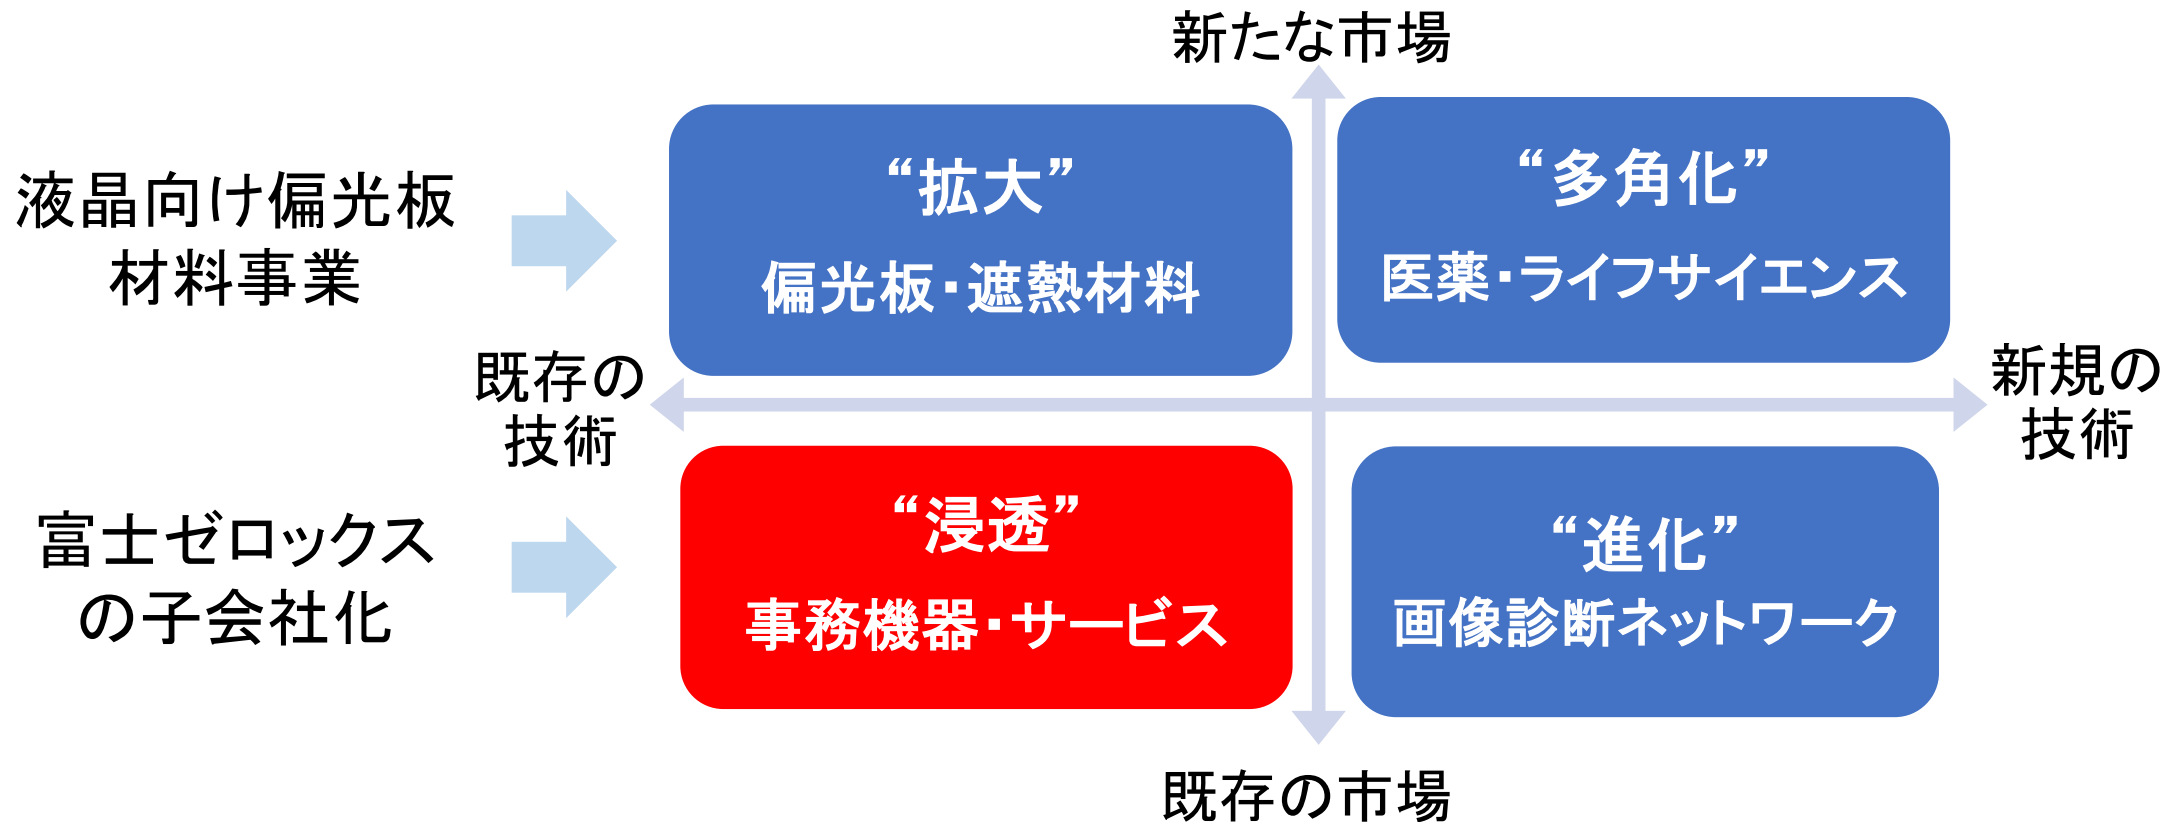 新たな市場
液晶向け偏光板
材料事業
“拡大”
偏光板・遮熱材料
“多角化”
医薬・ライフサイエンス
既存の
技術
新規の
技術
富士ゼロックス
の子会社化
“浸透”
事務機器・サービス
“進化”
画像診断ネットワーク
既存の市場